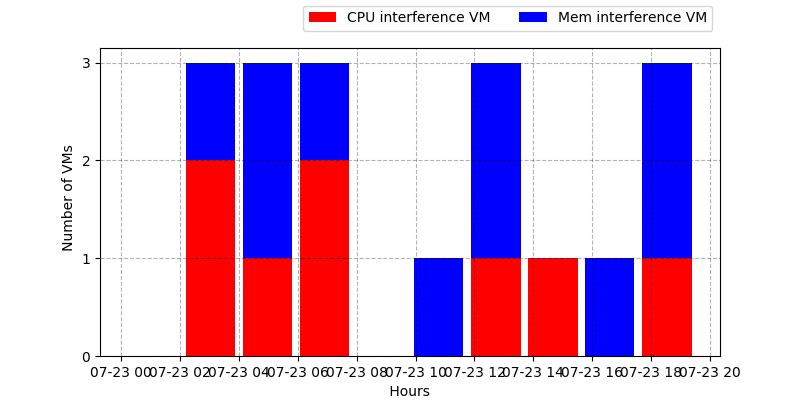 CPU interference VM Mem interference VM
3
2
1
0
Number of VMs
07-23 00 07-23 02 07-23 04 07-23 06 07-23 08 07-23 10 07-23 12 07-23 14 07-23 16 07-23 18 07-23 20
Hours